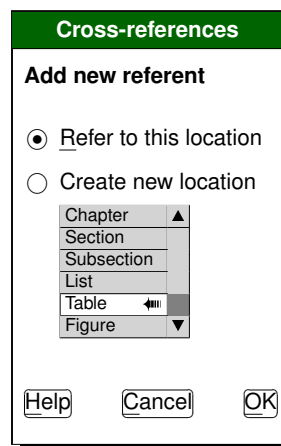 Cross-references
Add new referent
Refer to this location
Create new location
Chapter
Section
Subsection
List
Table
Figure
Help Cancel OK